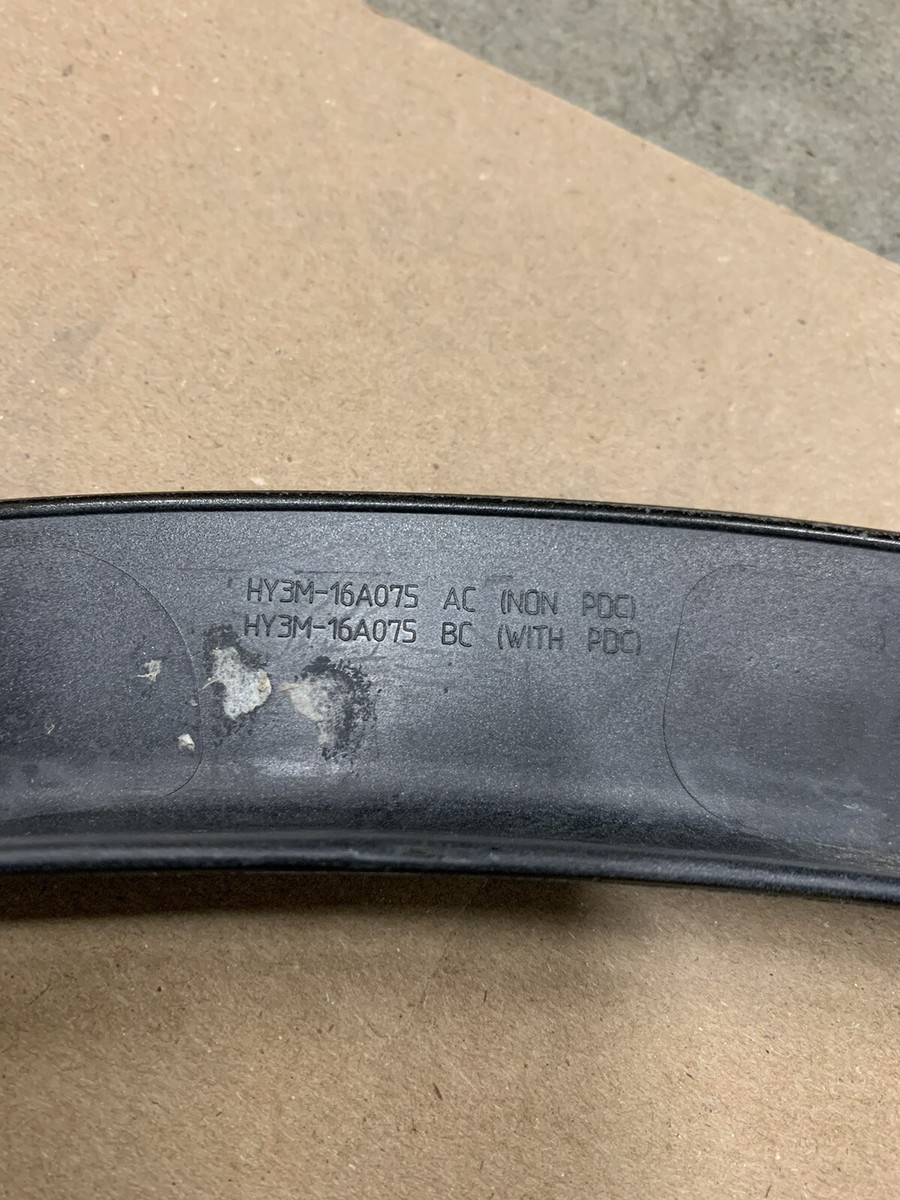 HY3M-16A075 AC (NON PDC)
HY3M-16A075 BC (WITH PDC)